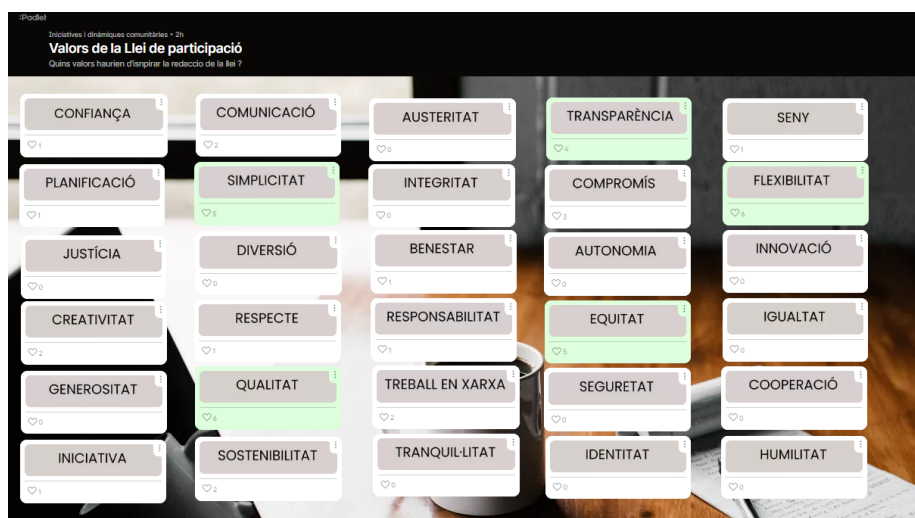 :Padlet
Iniciatives i dinàmiques comunitàries • 2h
Valors de la Llei de participació
Quins valors haurien d'isnpirar la redaccio de la llei ?
CONFIANÇA
1
COMUNICACIÓ
2
AUSTERITAT
0
TRANSPARÈNCIA
4
SENY
1
PLANIFICACIÓ
1
SIMPLICITAT
5
INTEGRITAT
0
COMPROMÍS
3
FLEXIBILITAT
6
JUSTÍCIA
0
DIVERSIÓ
0
BENESTAR
1
AUTONOMIA
0
INNOVACIÓ
0
CREATIVITAT
2
RESPECTE
1
RESPONSABILITAT
1
EQUITAT
5
IGUALTAT
0
GENEROSITAT
0
QUALITAT
6
TREBALL EN XARXA
2
SEGURETAT
0
COOPERACIÓ
0
INICIATIVA
1
SOSTENIBILITAT
2
TRANQUIL·LITAT
0
IDENTITAT
0
HUMILITAT
0